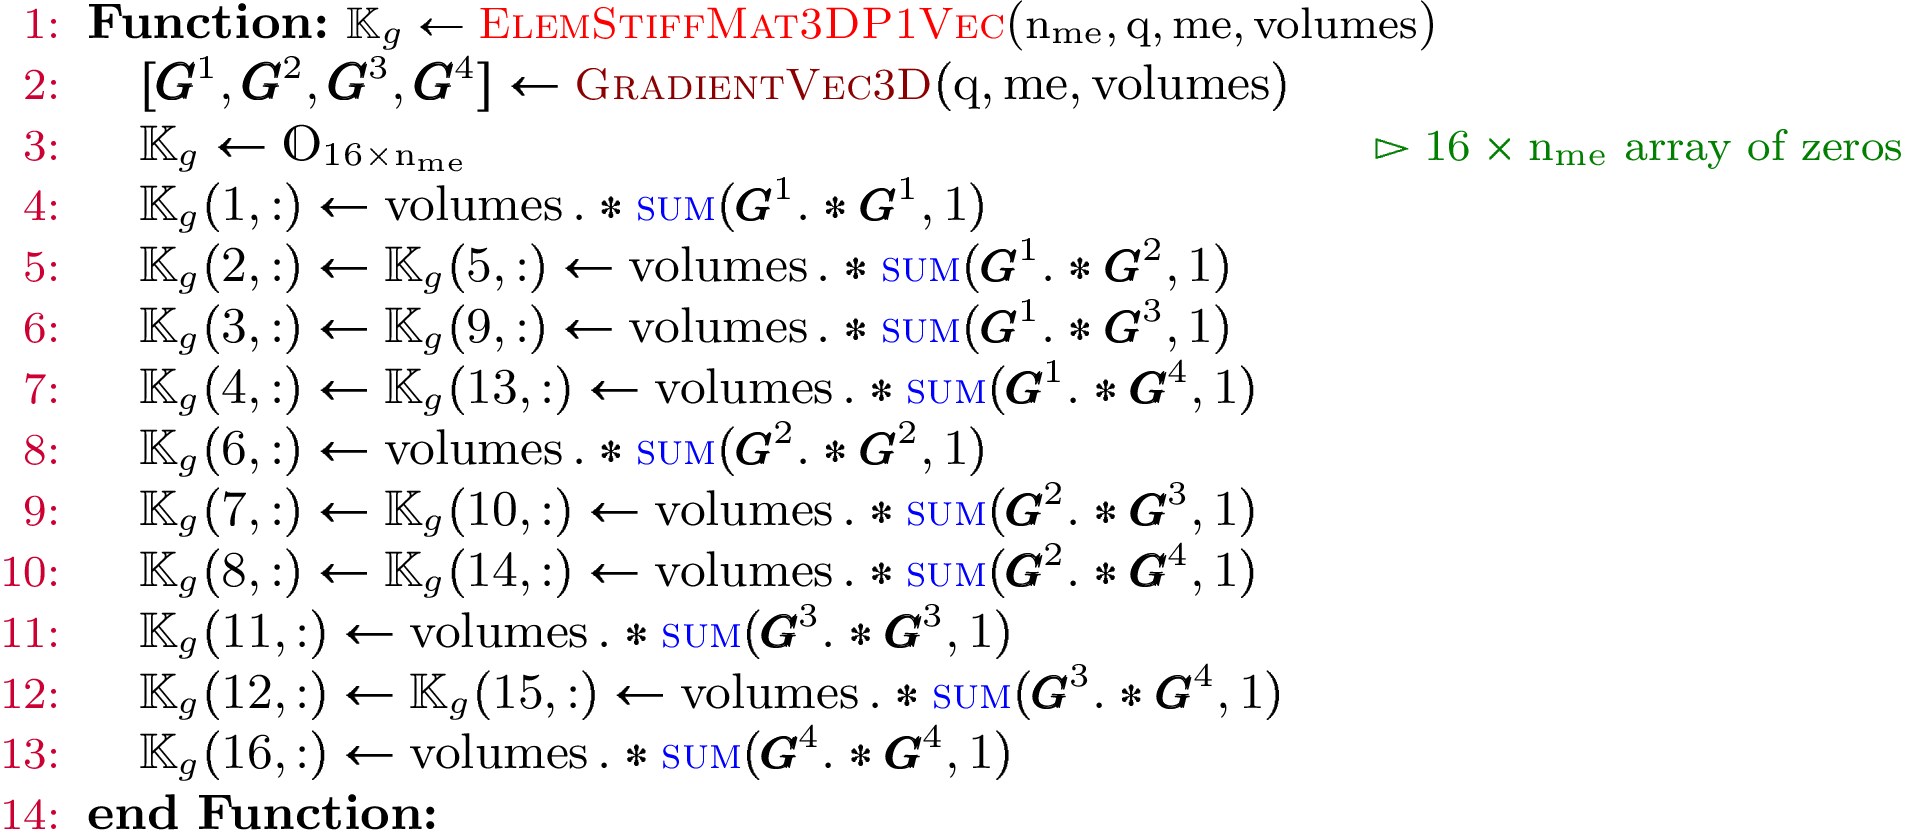 1: Function: 𝕂g ← ElemStiffMat3DP1Vec(nme, q, me, volumes)
2: [G¹, G², G³, G⁴] ← GradientVec3D(q, me, volumes)
3: 𝕂g ← 𝕆16×nme ▷ 16 × nme array of zeros
4: 𝕂g(1, :) ← volumes .∗ sum(G¹.∗ G¹, 1)
5: 𝕂g(2, :) ← 𝕂g(5, :) ← volumes .∗ sum(G¹.∗ G², 1)
6: 𝕂g(3, :) ← 𝕂g(9, :) ← volumes .∗ sum(G¹.∗ G³, 1)
7: 𝕂g(4, :) ← 𝕂g(13, :) ← volumes .∗ sum(G¹.∗ G⁴, 1)
8: 𝕂g(6, :) ← volumes .∗ sum(G².∗ G², 1)
9: 𝕂g(7, :) ← 𝕂g(10, :) ← volumes .∗ sum(G².∗ G³, 1)
10: 𝕂g(8, :) ← 𝕂g(14, :) ← volumes .∗ sum(G².∗ G⁴, 1)
11: 𝕂g(11, :) ← volumes .∗ sum(G³.∗ G³, 1)
12: 𝕂g(12, :) ← 𝕂g(15, :) ← volumes .∗ sum(G³.∗ G⁴, 1)
13: 𝕂g(16, :) ← volumes .∗ sum(G⁴.∗ G⁴, 1)
14: end Function: